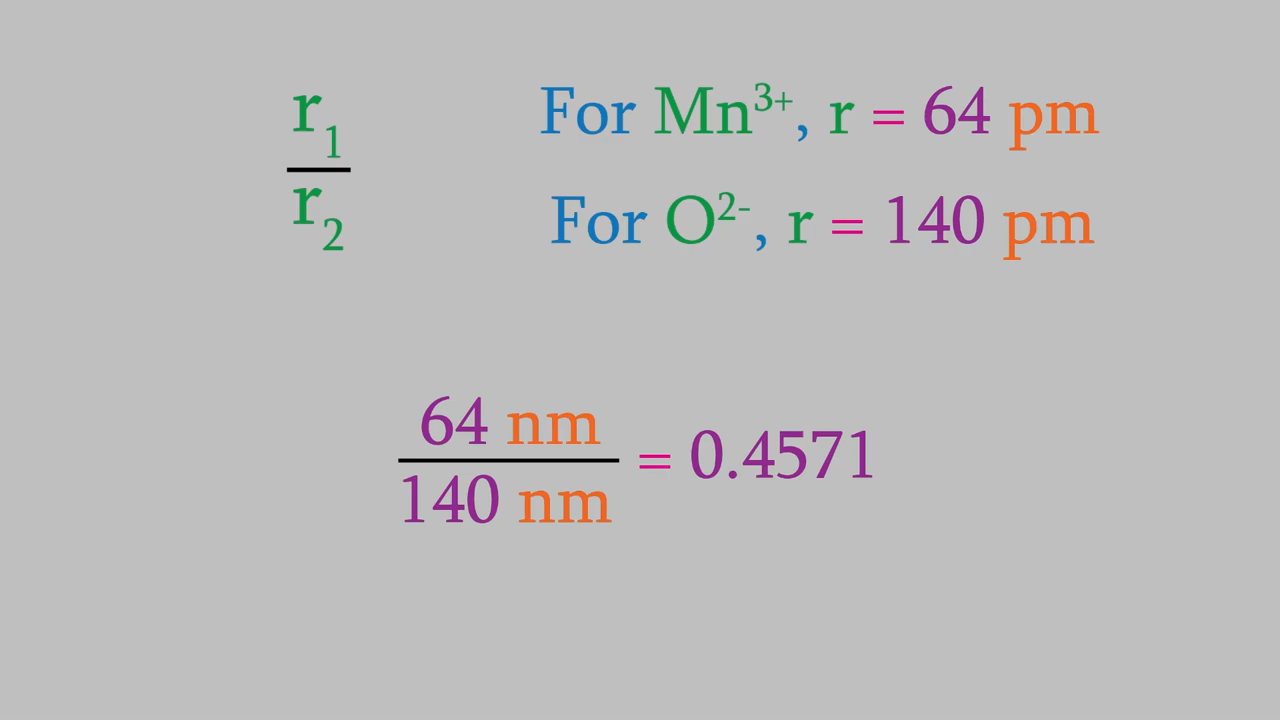 r₁
r₂
For Mn³⁺, r = 64 pm
For O²⁻, r = 140 pm
64 nm
140 nm
= 0.4571